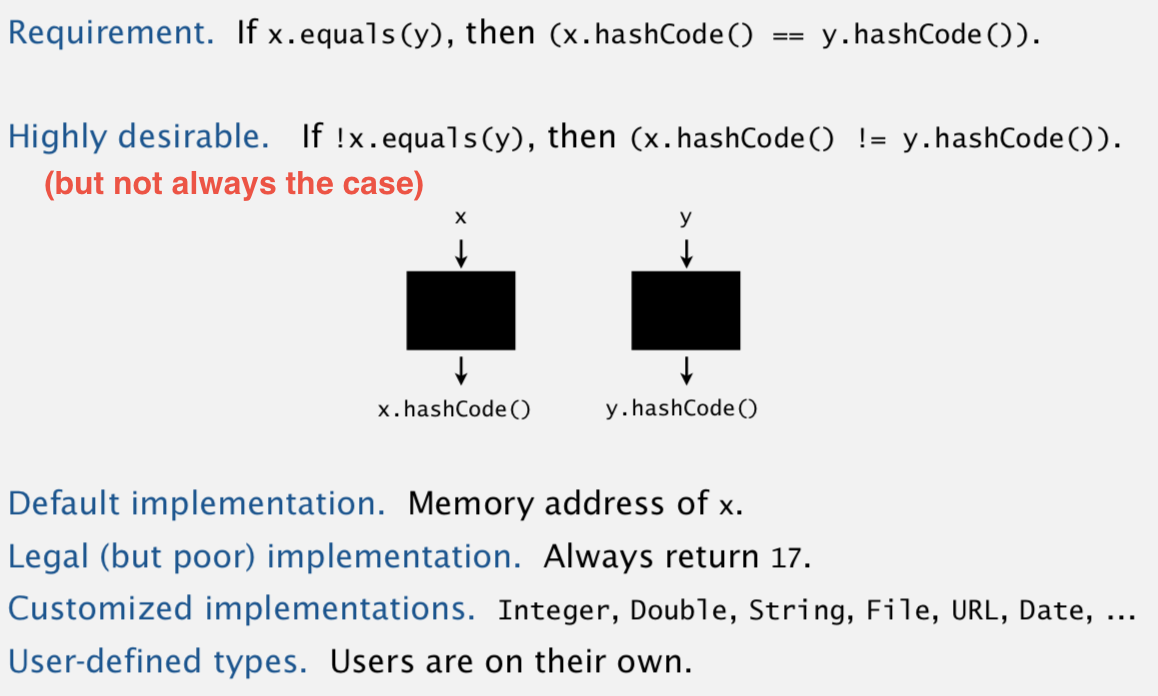 Requirement. If x.equals(y), then (x.hashCode() == y.hashCode()).
Highly desirable. If !x.equals(y), then (x.hashCode() != y.hashCode()).
(but not always the case)
x y
x.hashCode() y.hashCode()
Default implementation. Memory address of x.
Legal (but poor) implementation. Always return 17.
Customized implementations. Integer, Double, String, File, URL, Date, …
User-defined types. Users are on their own.